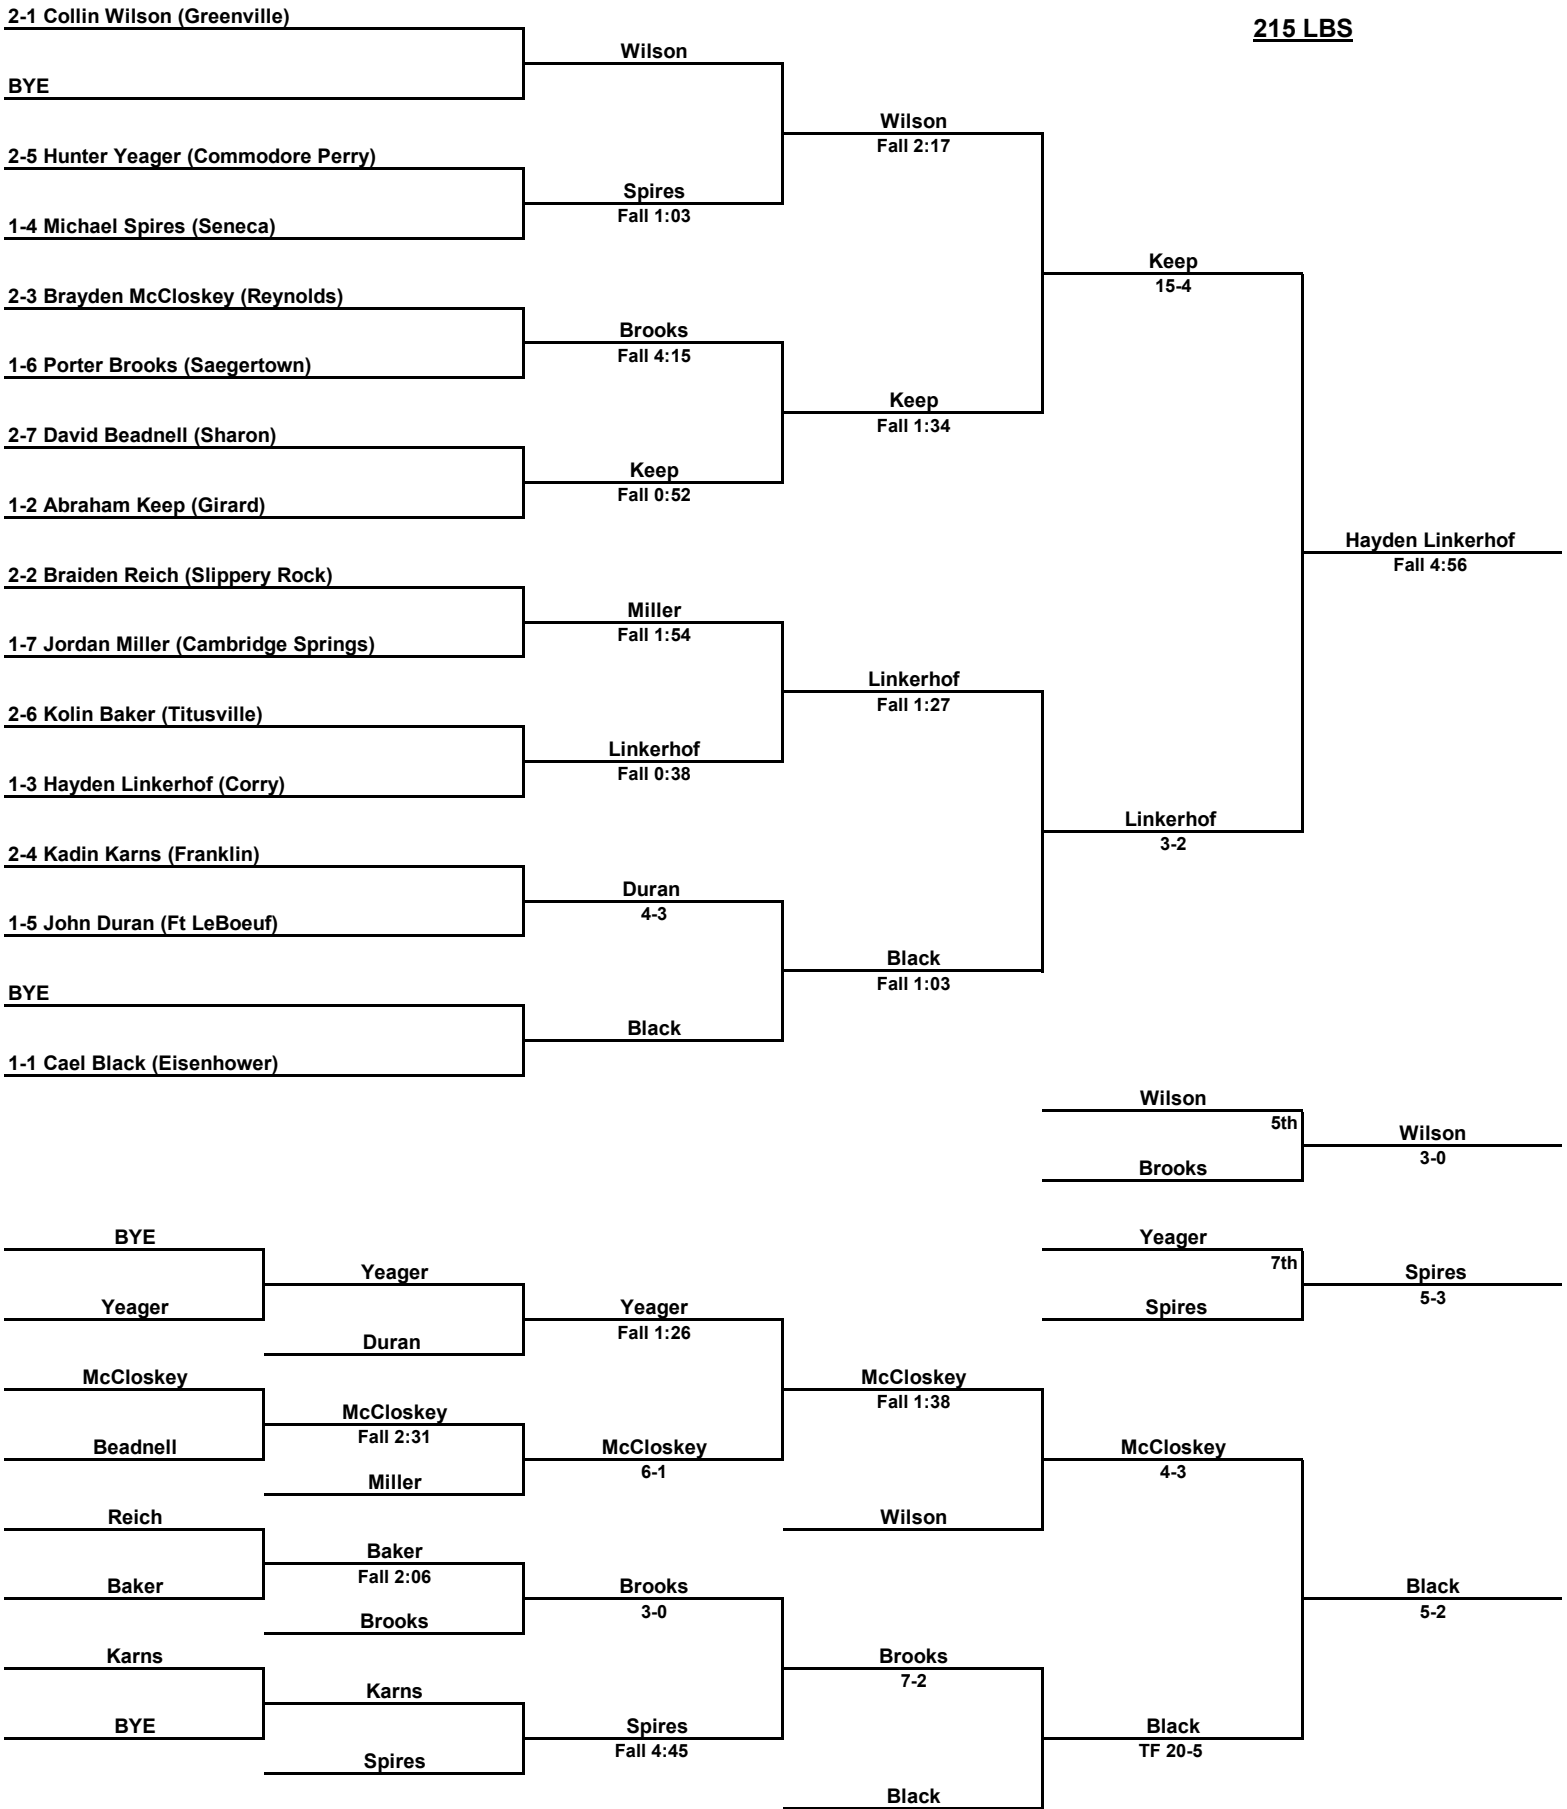 2-1 Collin Wilson (Greenville)
215 LBS
Wilson
BYE
Wilson
Fall 2:17
2-5 Hunter Yeager (Commodore Perry)
Spires
Fall 1:03
1-4 Michael Spires (Seneca)
Keep
15-4
2-3 Brayden McCloskey (Reynolds)
Brooks
Fall 4:15
1-6 Porter Brooks (Saegertown)
Keep
Fall 1:34
2-7 David Beadnell (Sharon)
Keep
Fall 0:52
1-2 Abraham Keep (Girard)
Hayden Linkerhof
Fall 4:56
2-2 Braiden Reich (Slippery Rock)
Miller
Fall 1:54
1-7 Jordan Miller (Cambridge Springs)
Linkerhof
Fall 1:27
2-6 Kolin Baker (Titusville)
Linkerhof
Fall 0:38
1-3 Hayden Linkerhof (Corry)
Linkerhof
3-2
2-4 Kadin Karns (Franklin)
Duran
4-3
1-5 John Duran (Ft LeBoeuf)
Black
Fall 1:03
BYE
Black
1-1 Cael Black (Eisenhower)
Wilson
5th
Wilson
3-0
Brooks
BYE
Yeager
7th
Yeager
Spires
5-3
Yeager
Yeager
Fall 1:26
Spires
Duran
McCloskey
McCloskey
Fall 1:38
McCloskey
Fall 2:31
Beadnell
McCloskey
6-1
McCloskey
4-3
Miller
Reich
Wilson
Baker
Fall 2:06
Baker
Brooks
3-0
Black
5-2
Brooks
Karns
Brooks
7-2
Karns
BYE
Spires
Fall 4:45
Black
TF 20-5
Spires
Black